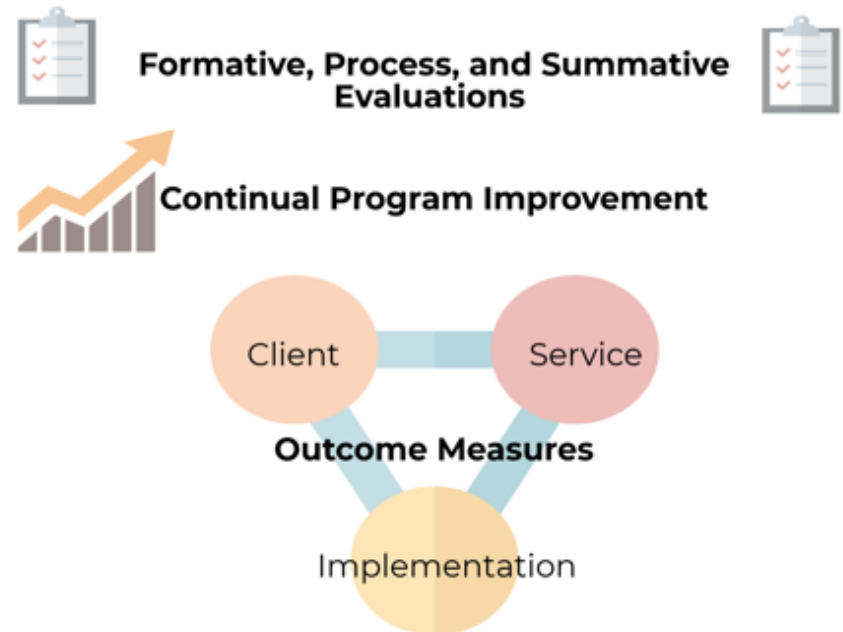 Formative, Process, and Summative
Evaluations
Continual Program Improvement
Client
Service
Outcome Measures
Implementation